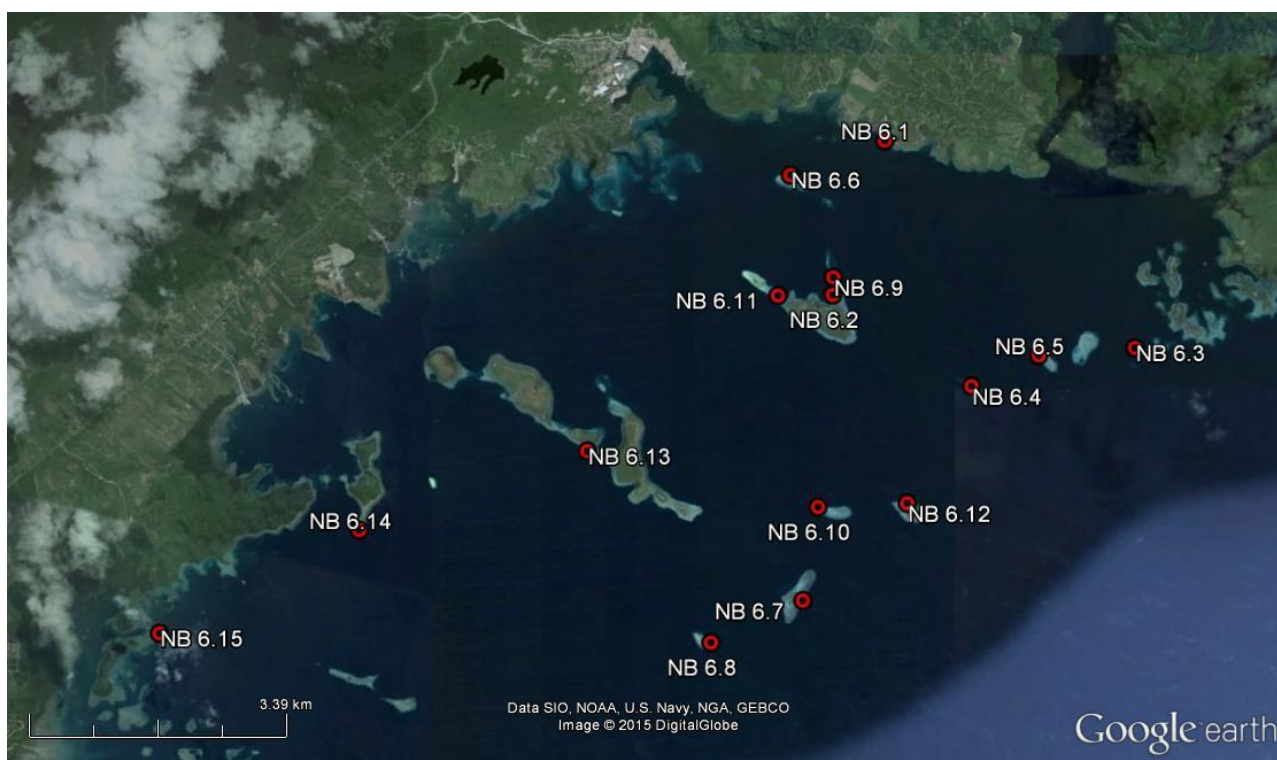 NB 6.1
NB 6.6
NB 6.9
NB 6.11
NB 6.2
NB 6.5
NB 6.3
NB 6.4
NB 6.13
NB 6.12
NB 6.14
NB 6.10
NB 6.7
NB 6.15
NB 6.8
3.39 km
Data SIO, NOAA, U.S. Navy, NGA, GEBCO
Image © 2015 DigitalGlobe
Google earth